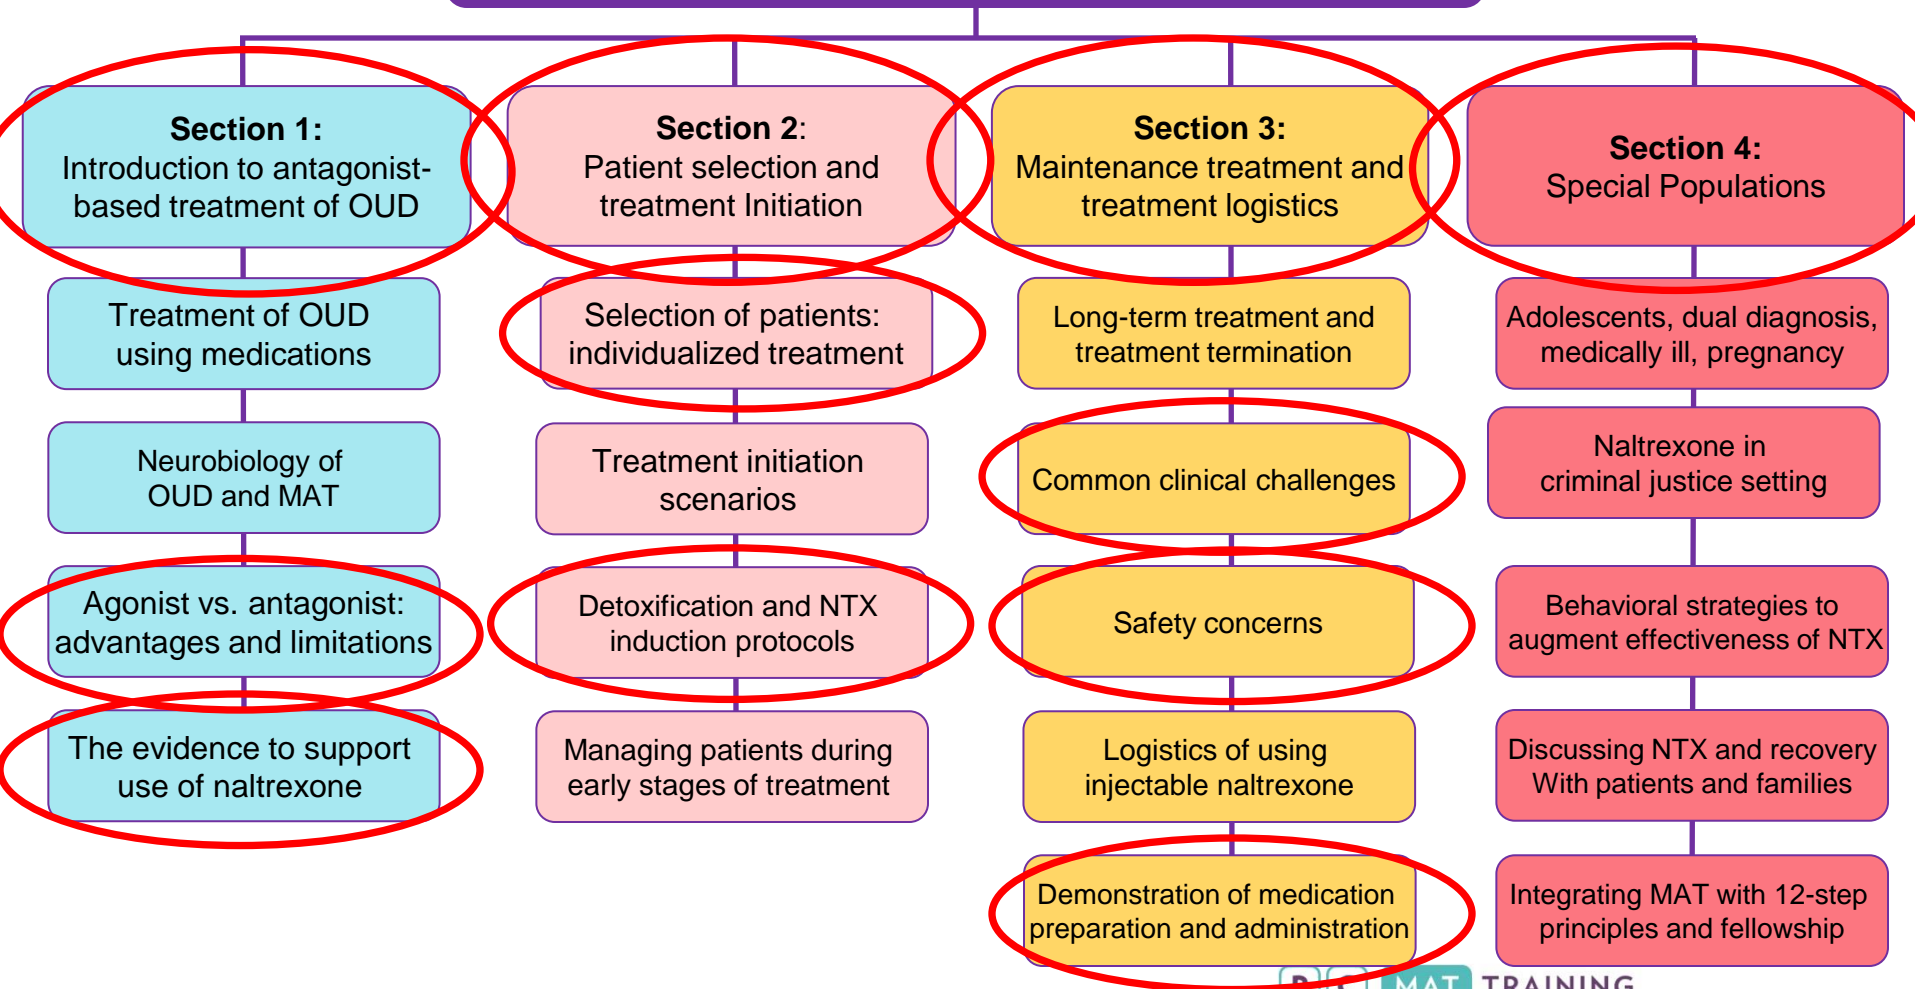 Section 1:
Introduction to antagonist-
based treatment of OUD
Treatment of OUD
using medications
Neurobiology of
OUD and MAT
Agonist vs. antagonist:
advantages and limitations
The evidence to support
use of naltrexone
Section 2:
Patient selection and
treatment Initiation
Selection of patients:
individualized treatment
Treatment initiation
scenarios
Detoxification and NTX
induction protocols
Managing patients during
early stages of treatment
Section 3:
Maintenance treatment and
treatment logistics
Long-term treatment and
treatment termination
Common clinical challenges
Safety concerns
Logistics of using
injectable naltrexone
Demonstration of medication
preparation and administration
Section 4:
Special Populations
Adolescents, dual diagnosis,
medically ill, pregnancy
Naltrexone in
criminal justice setting
Behavioral strategies to
augment effectiveness of NTX
Discussing NTX and recovery
With patients and families
Integrating MAT with 12-step
principles and fellowship
MAT TRAINING